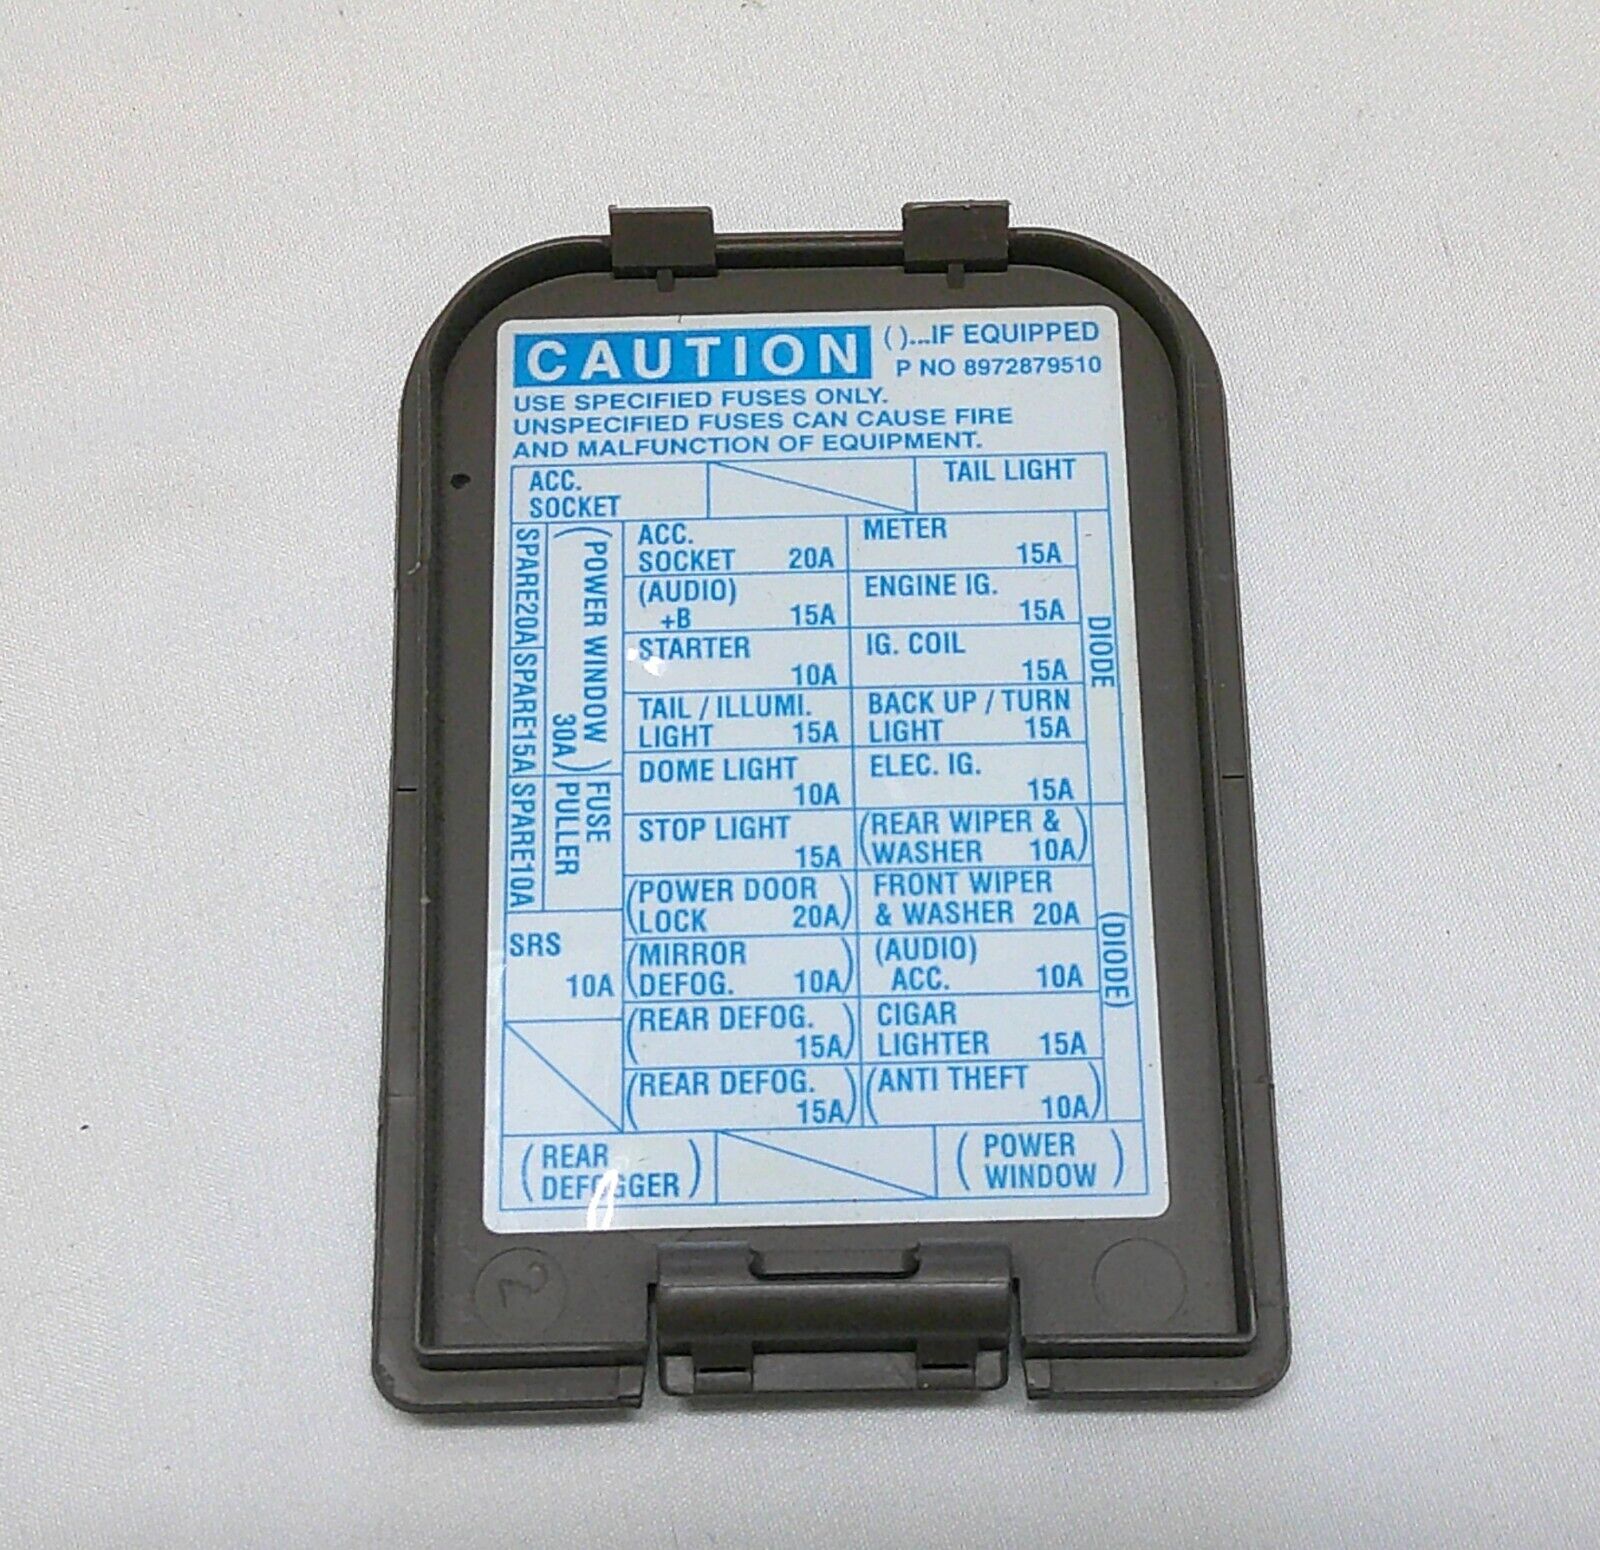 CAUTION
( )...IF EQUIPPED
P NO 8972879510
USE SPECIFIED FUSES ONLY.
UNSPECIFIED FUSES CAN CAUSE FIRE
AND MALFUNCTION OF EQUIPMENT.
ACC.
SOCKET
TAIL LIGHT
SPARE20A
SPARE15A
SPARE10A
(POWER WINDOW
30A)
FUSE
PULLER
SRS
10A
ACC.
SOCKET 20A
(AUDIO)
+B 15A
STARTER
10A
TAIL / ILLUMI.
LIGHT 15A
DOME LIGHT
10A
STOP LIGHT
15A
(POWER DOOR
LOCK 20A)
(MIRROR
DEFOG. 10A)
(REAR DEFOG.
15A)
(REAR DEFOG.
15A)
METER
15A
ENGINE IG.
15A
IG. COIL
15A
BACK UP / TURN
LIGHT 15A
ELEC. IG.
15A
(REAR WIPER &
WASHER 10A)
FRONT WIPER
& WASHER 20A
(AUDIO)
ACC. 10A
CIGAR
LIGHTER 15A
(ANTI THEFT
10A)
DIODE
(DIODE)
(REAR
DEFOGGER)
(POWER
WINDOW)
2